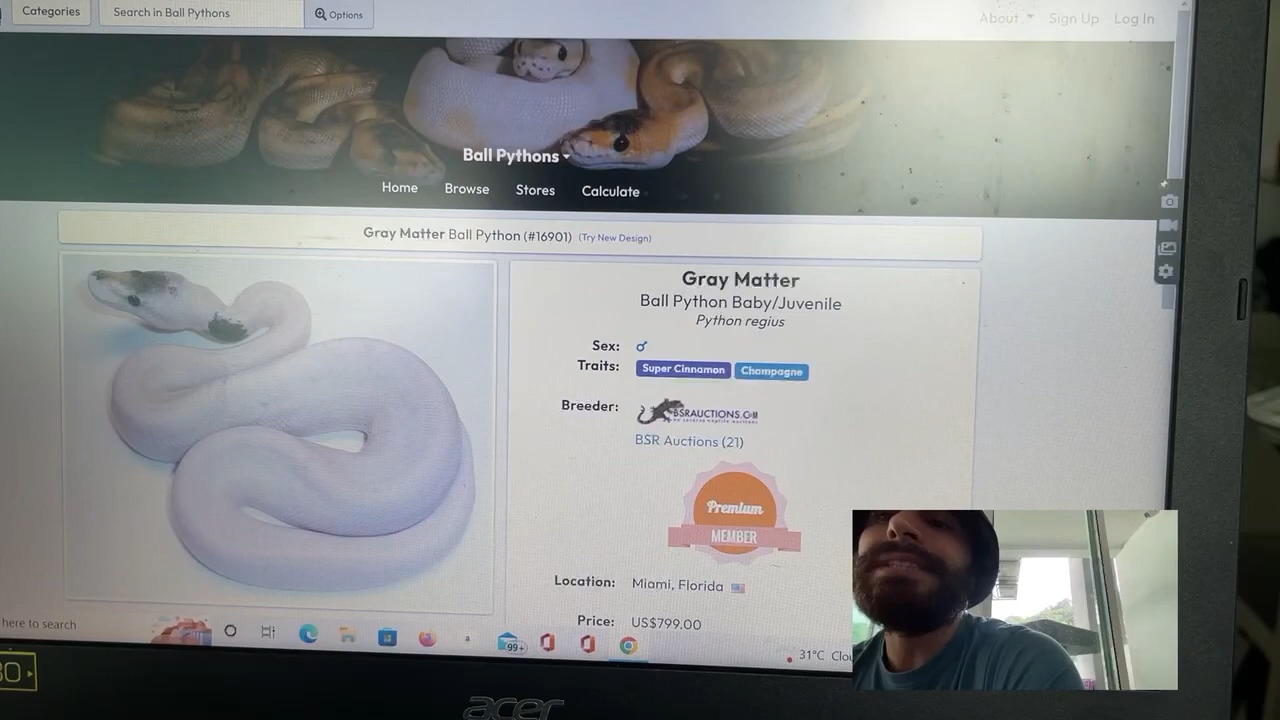 Categories
Search in Ball Pythons
Options
About
Sign Up
Log In
Ball Pythons
Home
Browse
Stores
Calculate
Gray Matter Ball Python (#16901) (Try New Design)
Gray Matter
Ball Python Baby/Juvenile
Python regius
Sex: ♂
Traits: Super Cinnamon Champagne
Breeder:
BSRAUCTIONS.COM
BSR Auctions (21)
Premium
MEMBER
Location: Miami, Florida
Price: US$799.00
here to search
a
99+
31°C Clou
acer